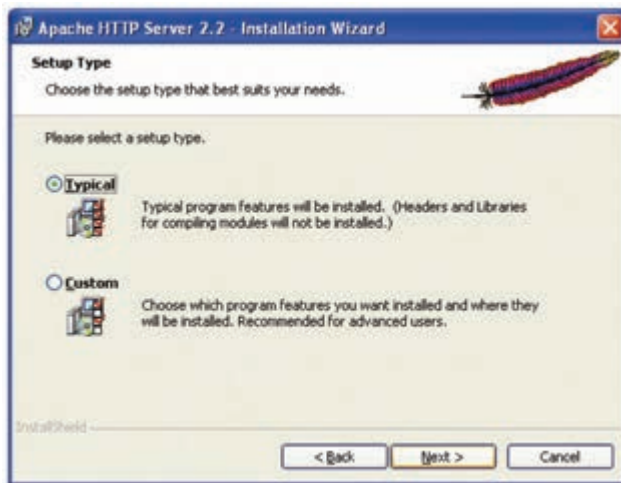 Apache HTTP Server 2.2 - Installation Wizard
Setup Type
Choose the setup type that best suits your needs.
Please select a setup type.
Typical
Typical program features will be installed. (Headers and Libraries
for compiling modules will not be installed.)
Custom
Choose which program features you want installed and where they
will be installed. Recommended for advanced users.
InstallShield
< Back
Next >
Cancel